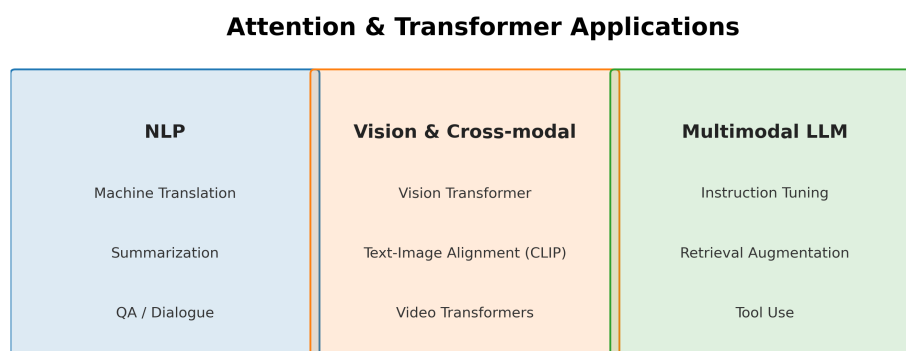 Attention & Transformer Applications
NLP
Machine Translation
Summarization
QA / Dialogue
Vision & Cross-modal
Vision Transformer
Text-Image Alignment (CLIP)
Video Transformers
Multimodal LLM
Instruction Tuning
Retrieval Augmentation
Tool Use